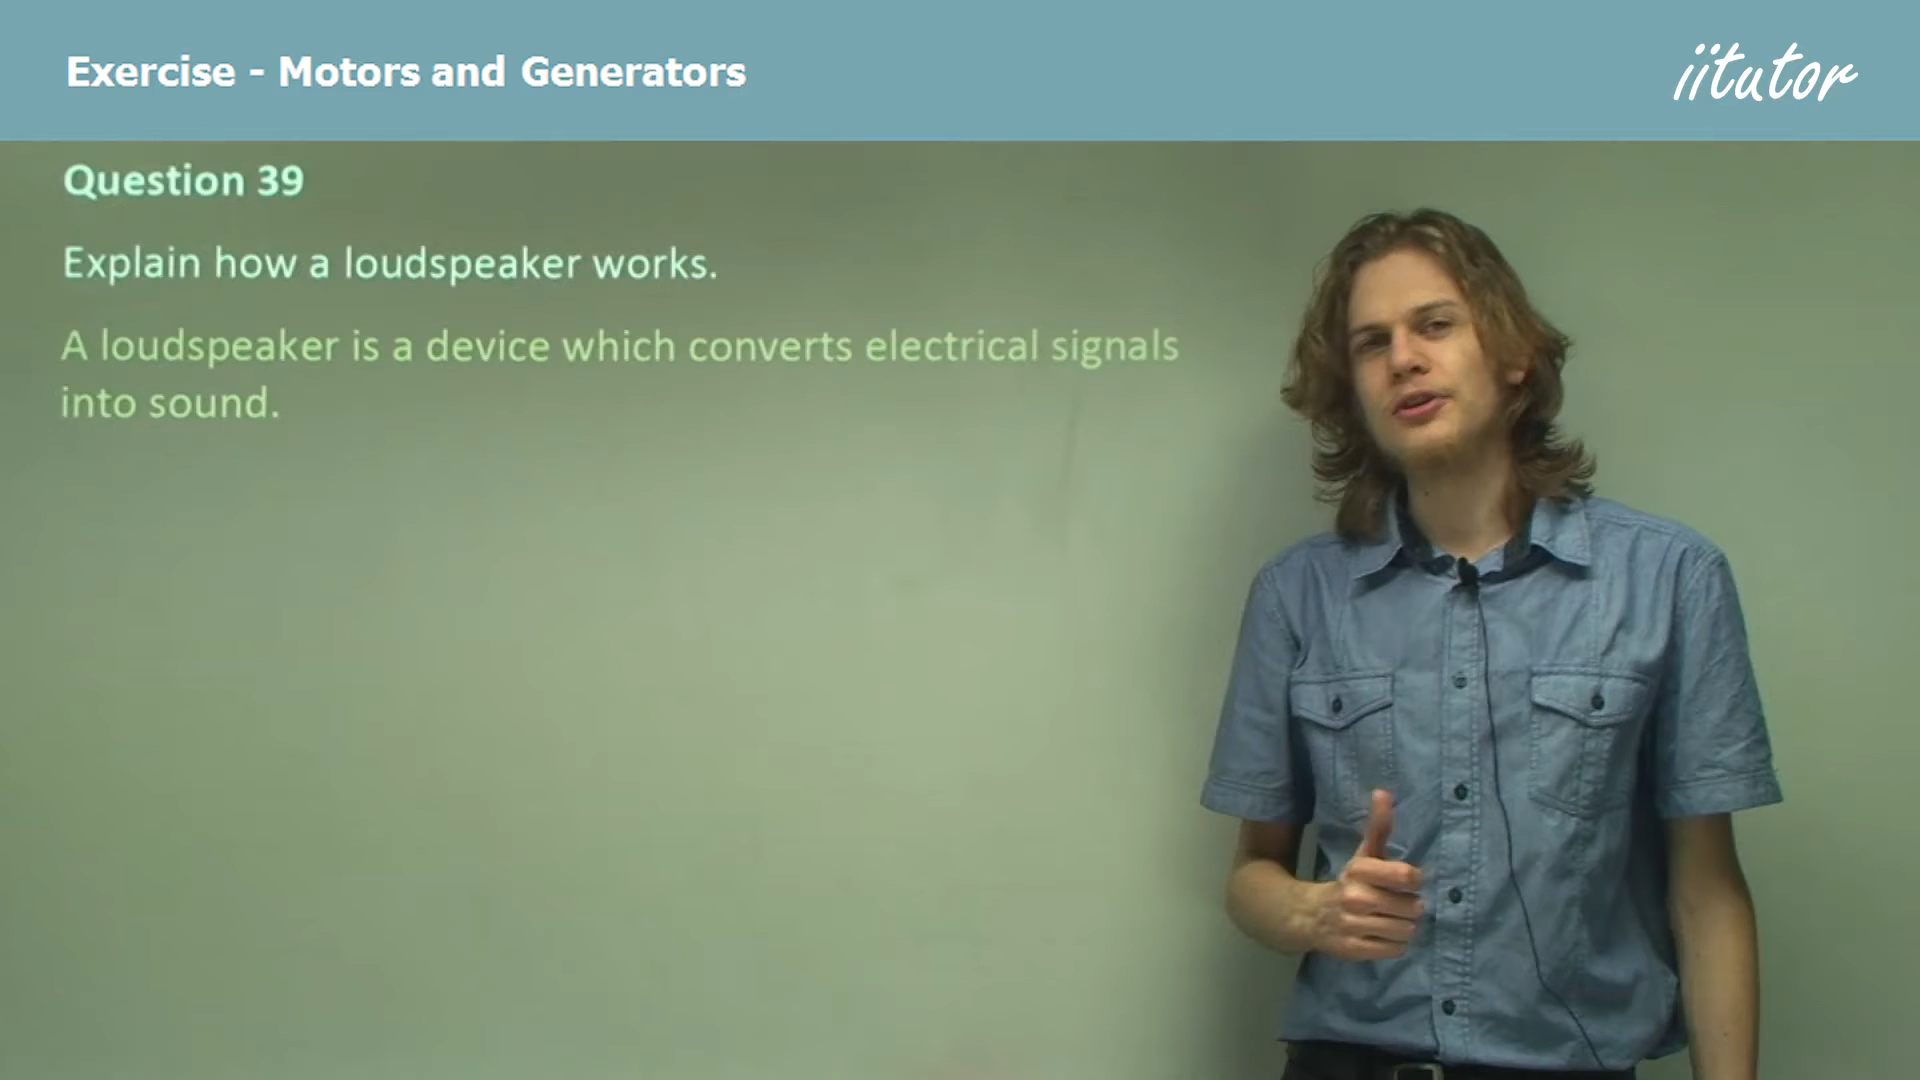 Exercise - Motors and Generators
iitutor
Question 39
Explain how a loudspeaker works.
A loudspeaker is a device which converts electrical signals
into sound.